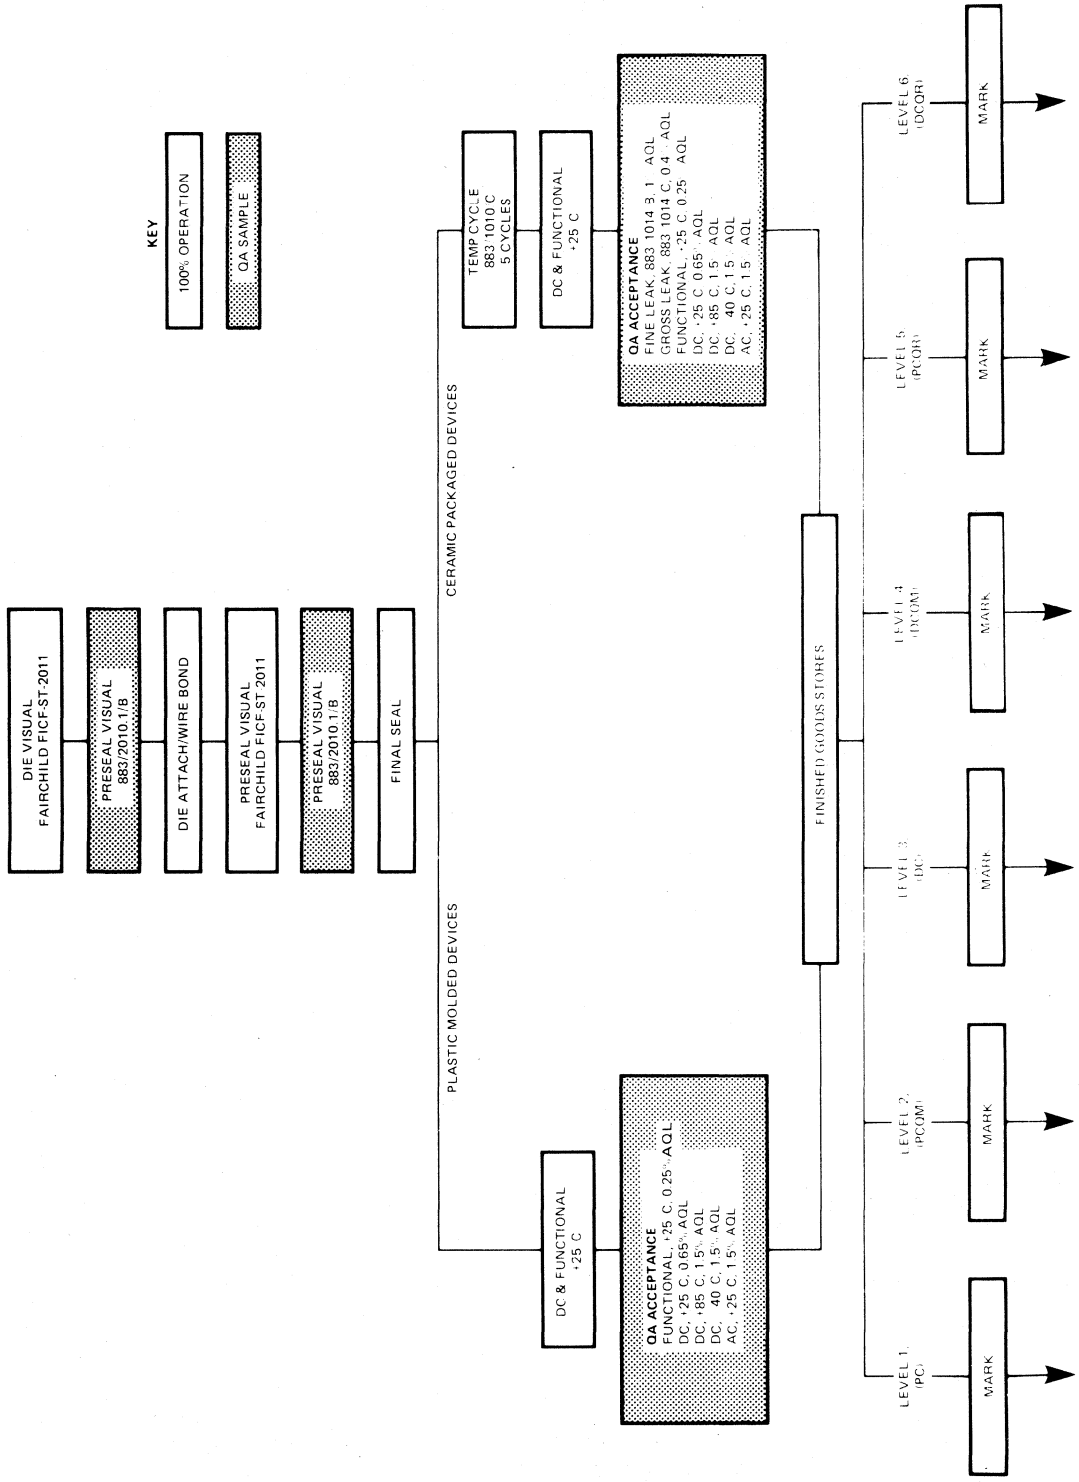 KEY
100% OPERATION
QA SAMPLE
DIE VISUAL
FAIRCHILD FICF-ST-2011
PRESEAL VISUAL
883/2010.1/B
DIE ATTACH/WIRE BOND
PRESEAL VISUAL
FAIRCHILD FICF-ST-2011
PRESEAL VISUAL
883/2010.1/B
FINAL SEAL
PLASTIC MOLDED DEVICES
CERAMIC PACKAGED DEVICES
DC & FUNCTIONAL
+25 C
QA ACCEPTANCE
FUNCTIONAL, +25 C, 0.25% AQL
DC, +25 C, 0.65% AQL
DC, +85 C, 1.5% AQL
DC, 40 C, 1.5% AQL
AC, +25 C, 1.5% AQL
TEMP CYCLE
883/1010 C
5 CYCLES
DC & FUNCTIONAL
+25 C
QA ACCEPTANCE
FINE LEAK, 883 1014 B, 1 AQL
GROSS LEAK, 883 1014 C, 0.4 AQL
FUNCTIONAL, +25 C, 0.25 AQL
DC, +25 C 0.65% AQL
DC, +85 C, 1.5 AQL
DC, 40 C, 1.5 AQL
AC, +25 C, 1.5 AQL
FINISHED GOODS STORES
LEVEL 1,
(PC)
LEVEL 2,
(PCQM)
LEVEL 3,
(DC)
LEVEL 4
(DCQM)
LEVEL 5,
(PCQR)
LEVEL 6,
(DCQR)
MARK
MARK
MARK
MARK
MARK
MARK